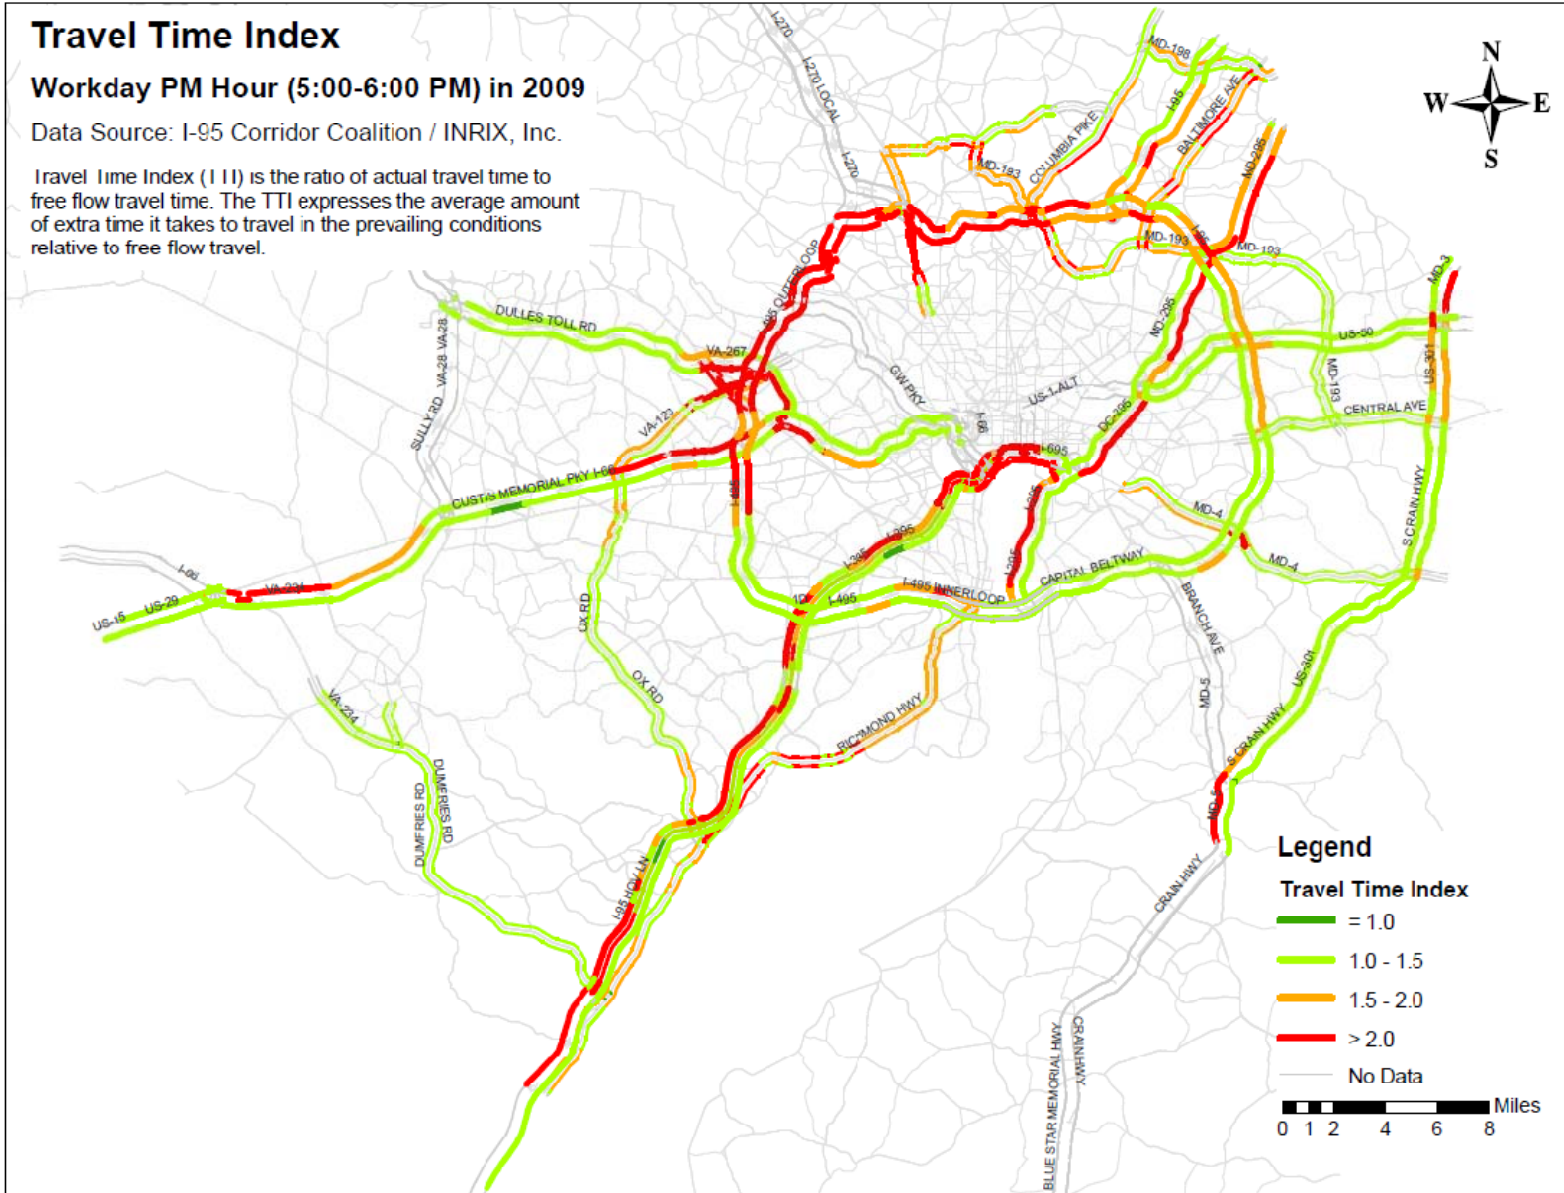 Travel Time Index
Workday PM Hour (5:00-6:00 PM) in 2009
Data Source: I-95 Corridor Coalition / INRIX, Inc.
Travel Time Index (TTI) is the ratio of actual travel time to
free flow travel time. The TTI expresses the average amount
of extra time it takes to travel in the prevailing conditions
relative to free flow travel.
N
W
E
S
I-270
I-270 LOCAL
I-270
MD-198
I-95
BALTIMORE AVE
COLUMBIA PIKE
MD-193
MD-295
MD-193
I-95
MD-193
MD-3
I-495 OUTERLOOP
DULLES TOLL RD
VA-28
VA-28
VA-267
MD-295
US-50
US-301
GW PKY
US-1-ALT
MD-193
SULLY RD
VA-123
I-66
DC-295
CENTRAL AVE
I-695
CUSTIS MEMORIAL PKY I-66
I-495
I-295
MD-4
S CRAIN HWY
I-395
I-395
I-295
CAPITAL BELTWAY
MD-4
I-66
VA-234
US-29
US-15
I-495 INNERLOOP
I-495
OX RD
BRANCH AVE
OX RD
US-301
VA-234
MD-5
RICHMOND HWY
S CRAIN HWY
DUMFRIES RD
DUMFRIES RD
MD-5
I-95 HOV LN
CRAIN HWY
BLUE STAR MEMORIAL HWY
CRAIN HWY
Legend
Travel Time Index
= 1.0
1.0 - 1.5
1.5 - 2.0
> 2.0
No Data
Miles
0 1 2 4 6 8